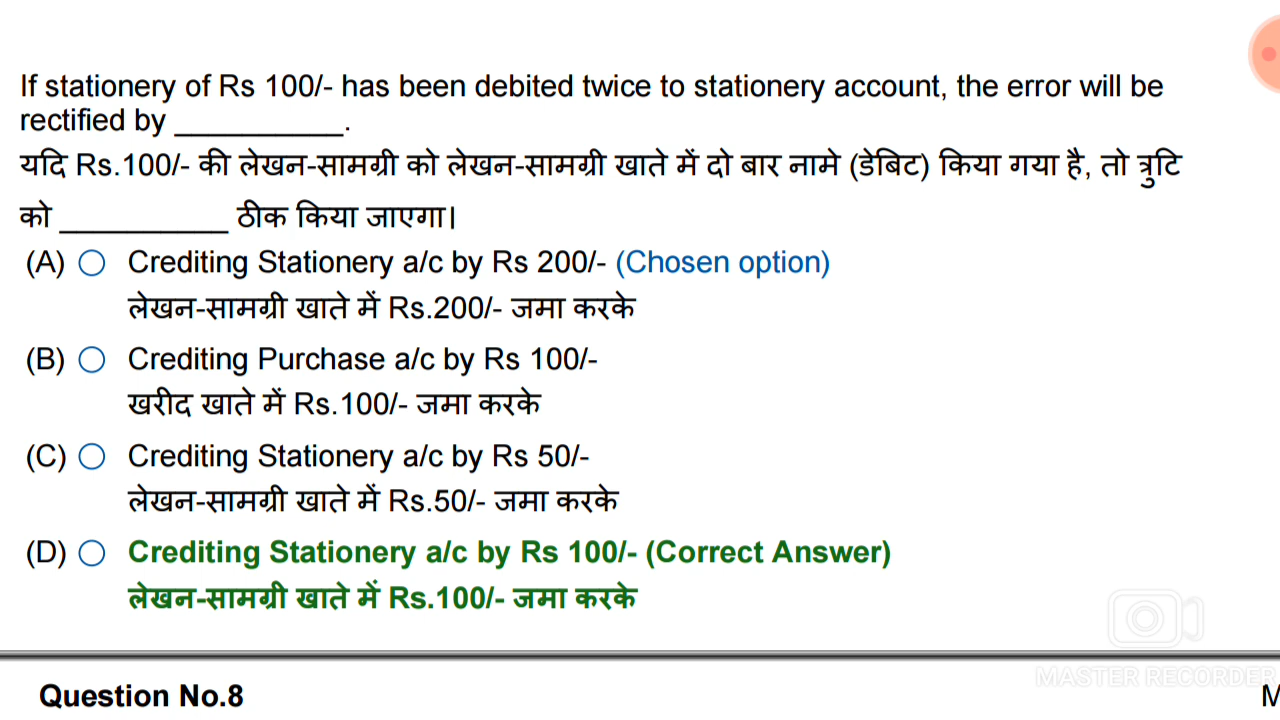 If stationery of Rs 100/- has been debited twice to stationery account, the error will be
rectified by __________.
यदि Rs.100/- की लेखन-सामग्री को लेखन-सामग्री खाते में दो बार नामे (डेबिट) किया गया है, तो त्रुटि
को __________ ठीक किया जाएगा।
(A) Crediting Stationery a/c by Rs 200/- (Chosen option)
लेखन-सामग्री खाते में Rs.200/- जमा करके
(B) Crediting Purchase a/c by Rs 100/-
खरीद खाते में Rs.100/- जमा करके
(C) Crediting Stationery a/c by Rs 50/-
लेखन-सामग्री खाते में Rs.50/- जमा करके
(D) Crediting Stationery a/c by Rs 100/- (Correct Answer)
लेखन-सामग्री खाते में Rs.100/- जमा करके
MASTER RECORDER
Question No.8